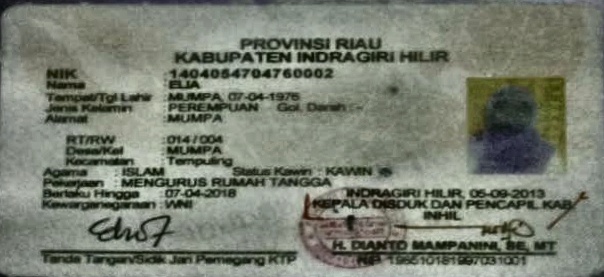 PROVINSI RIAU
KABUPATEN INDRAGIRI HILIR
NIK : 1404054704760002
Nama : ELIA
Tempat/Tgl Lahir : MUMPA, 07-04-1976
Jenis Kelamin : PEREMPUAN Gol. Darah : -
Alamat : MUMPA
RT/RW : 014 / 004
Desa/Kel : MUMPA
Kecamatan : Tempuling
Agama : ISLAM Status Kawin : KAWIN
Pekerjaan : MENGURUS RUMAH TANGGA
Berlaku Hingga : 07-04-2018
Kewarganegaraan : WNI
INDRAGIRI HILIR, 05-09-2013
KEPALA DISDUK DAN PENCAPIL KAB.
INHIL
H. DIANTO MAMPANINI, SE, MT
NIP. 196510181997031001
Tanda Tangan/Sidik Jari Pemegang KTP